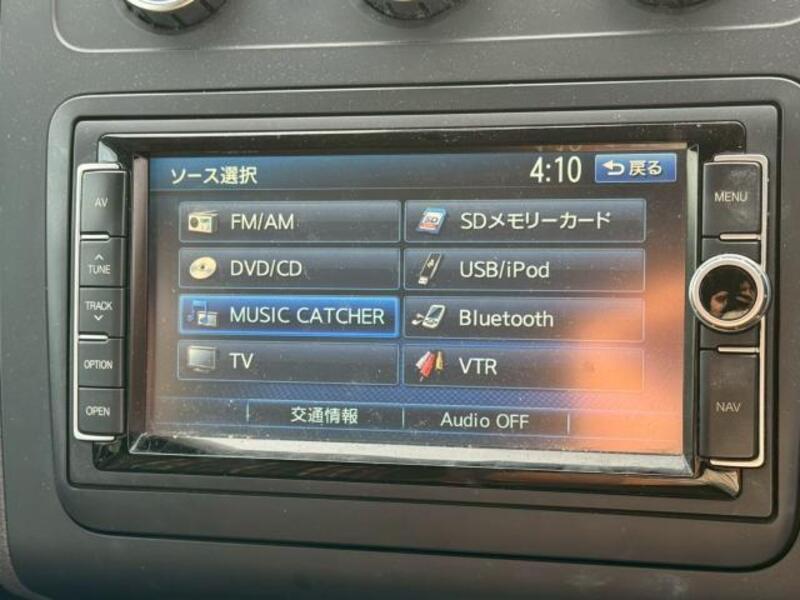 ソース選択
4:10
戻る
FM/AM
SDメモリーカード
DVD/CD
USB/iPod
MUSIC CATCHER
Bluetooth
TV
VTR
交通情報
Audio OFF
AV
TUNE
TRACK
OPTION
OPEN
MENU
NAV